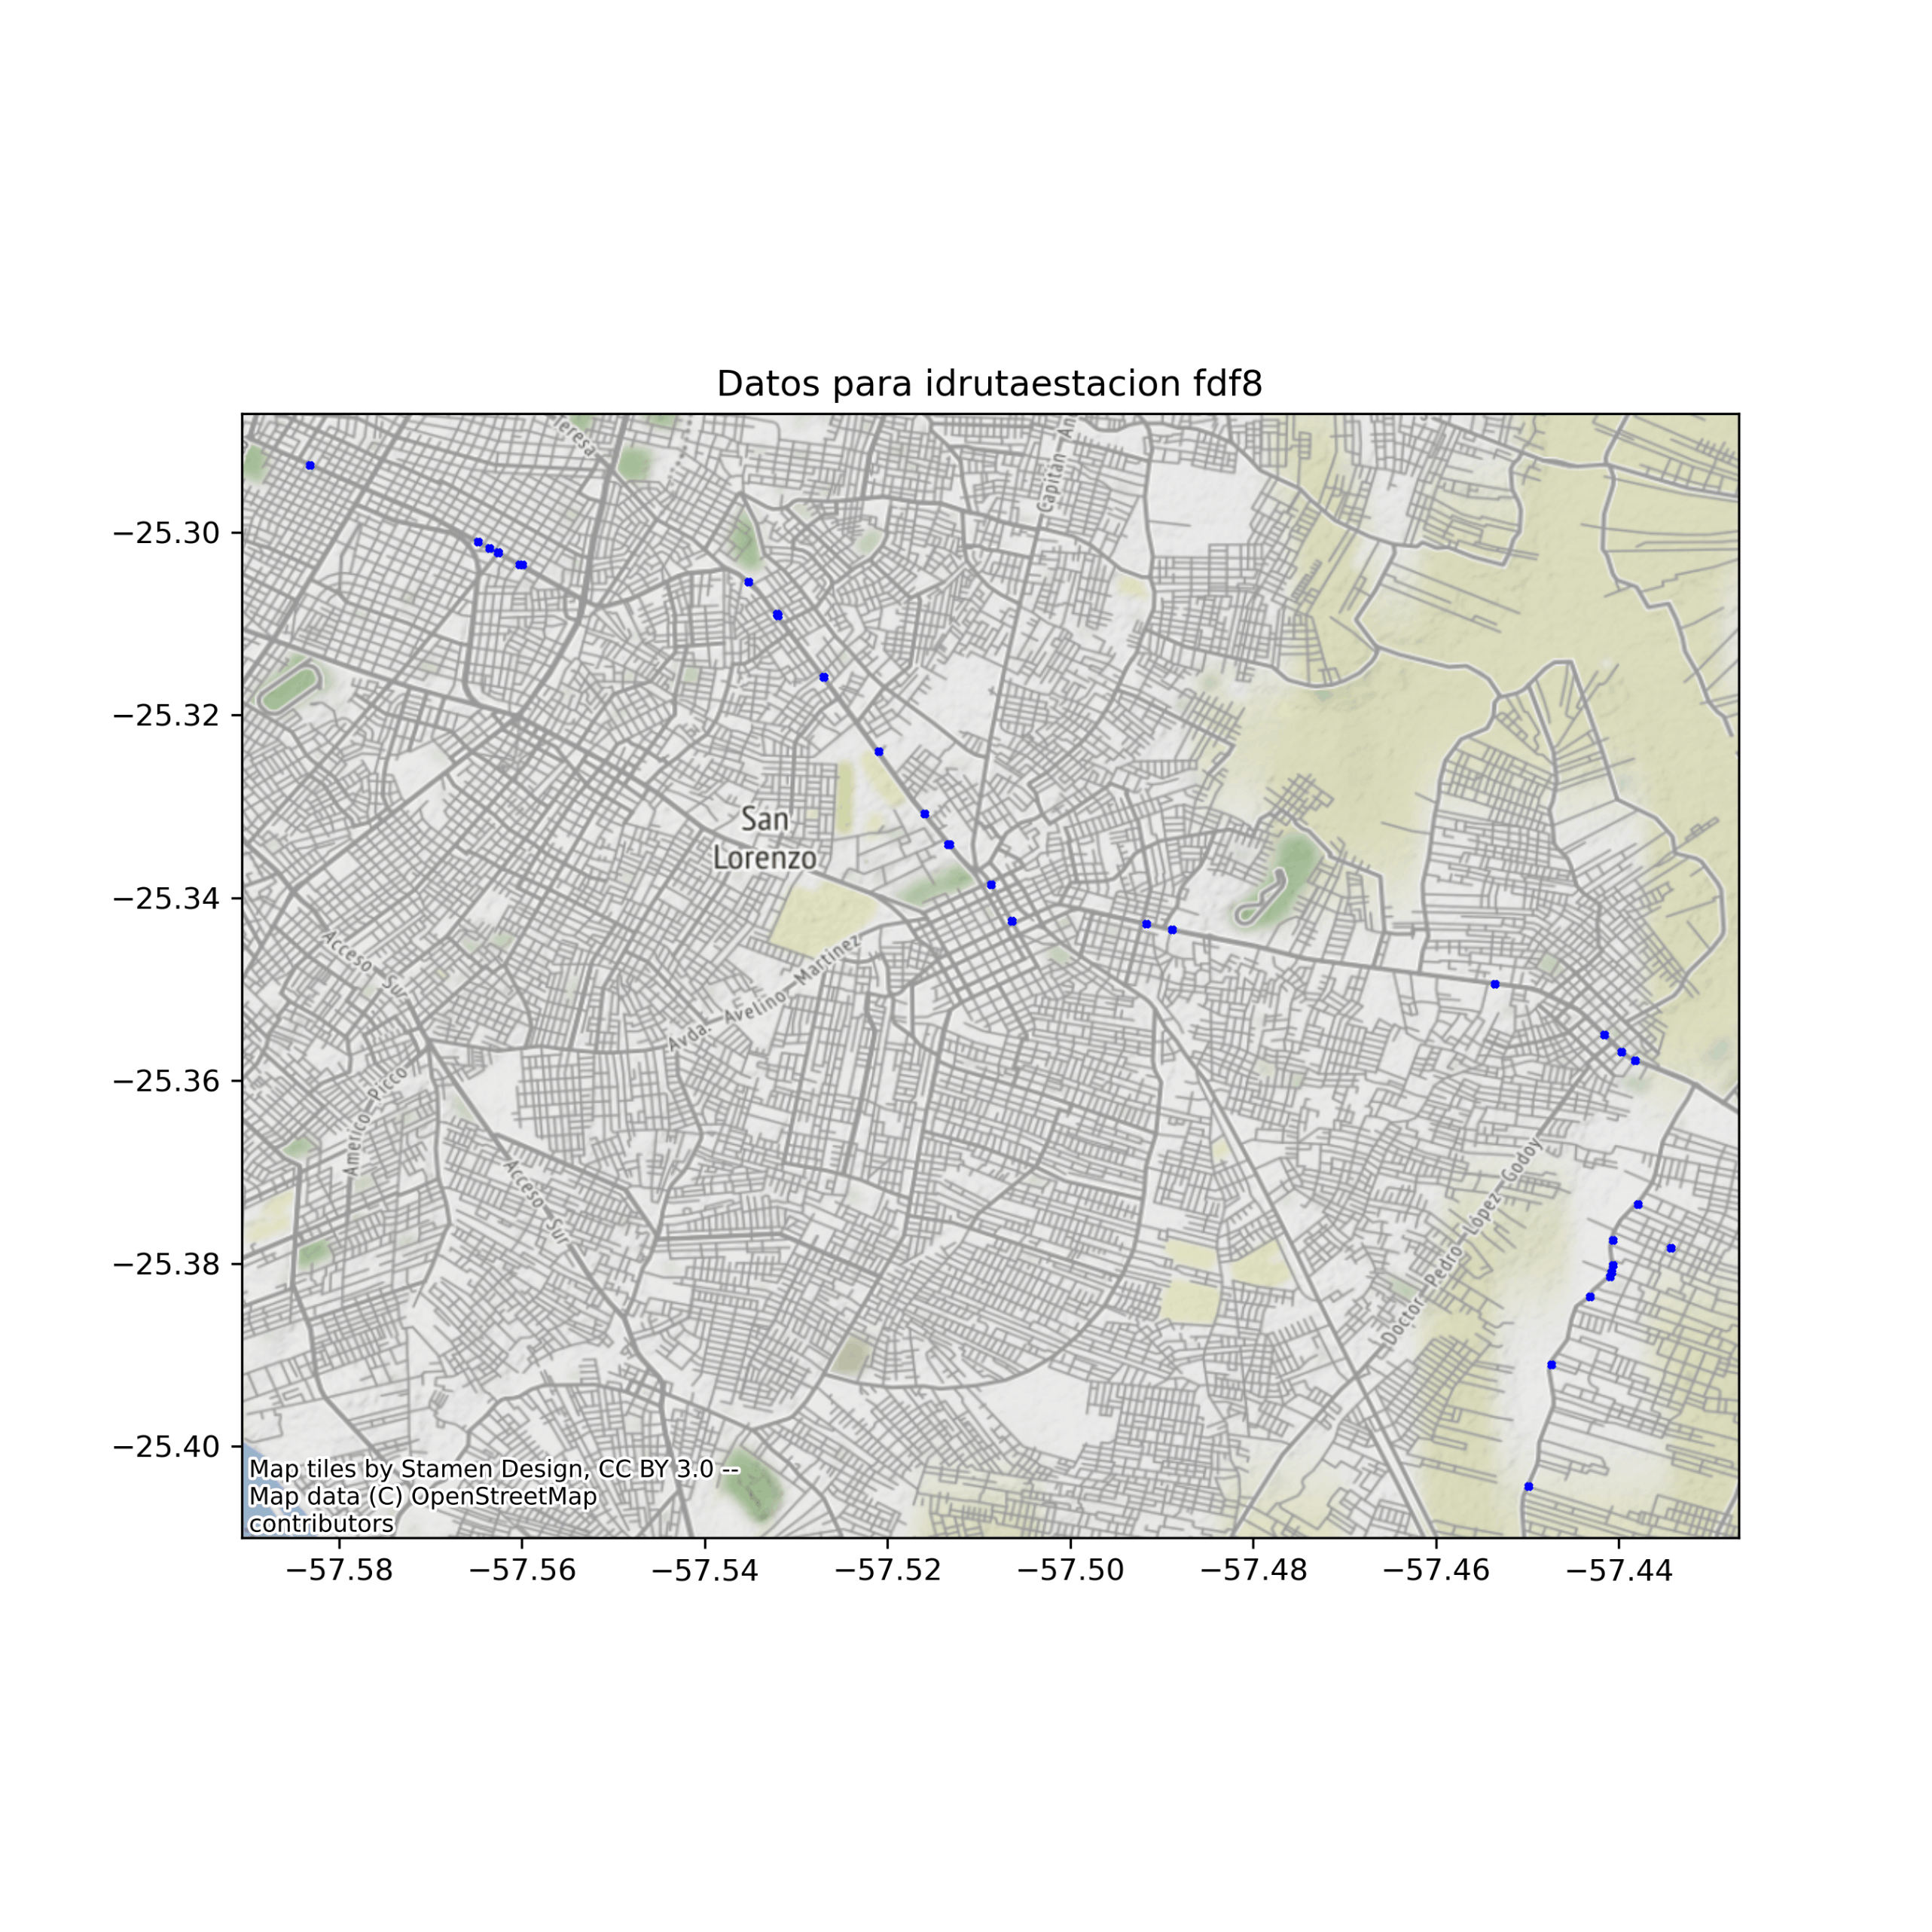 Datos para idrutaestacion fdf8
Teresa
Capitán An
−25.30
−25.32
San
Lorenzo
−25.34
Acceso Sur
Avda. Avelino Martinez
−25.36
Americo Picco
Acceso Sur
Doctor Pedro López Godoy
−25.38
−25.40
Map tiles by Stamen Design, CC BY 3.0 --
Map data (C) OpenStreetMap
contributors
−57.58 −57.56 −57.54 −57.52 −57.50 −57.48 −57.46 −57.44